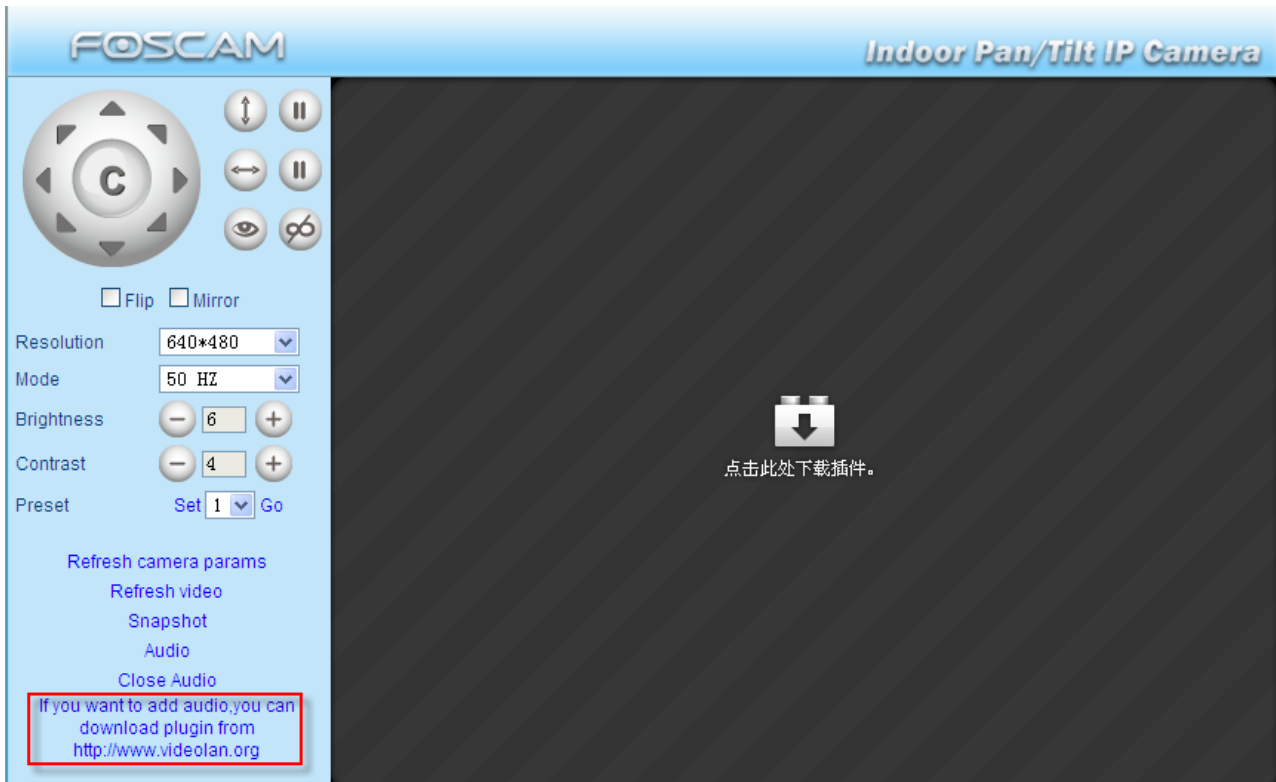 FOSCAM
Indoor Pan/Tilt IP Camera
C
Flip Mirror
Resolution 640*480
Mode 50 HZ
Brightness 6
Contrast 4
Preset Set 1 Go
Refresh camera params
Refresh video
Snapshot
Audio
Close Audio
If you want to add audio,you can
download plugin from
http://www.videolan.org
点击此处下载插件。